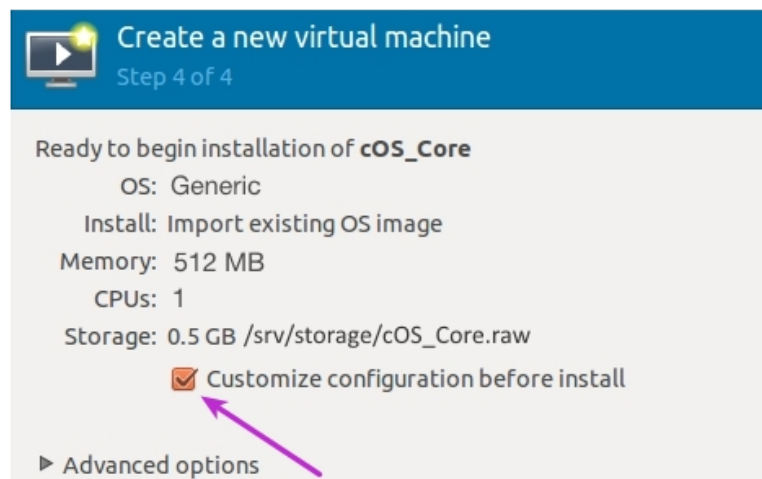 Create a new virtual machine
Step 4 of 4
Ready to begin installation of cOS_Core
OS: Generic
Install: Import existing OS image
Memory: 512 MB
CPUs: 1
Storage: 0.5 GB /srv/storage/cOS_Core.raw
Customize configuration before install
Advanced options